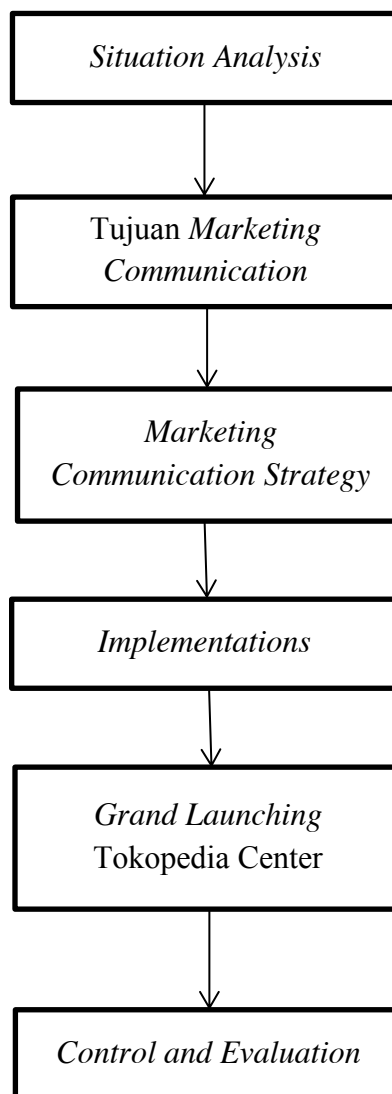 Situation Analysis
Tujuan Marketing
Communication
Marketing
Communication Strategy
Implementations
Grand Launching
Tokopedia Center
Control and Evaluation